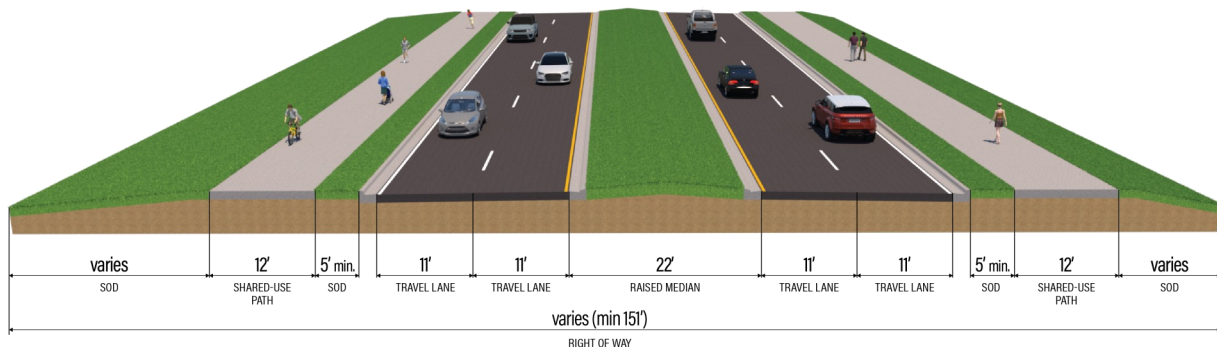 varies 12' 5' min. 11' 11' 22' 11' 11' 5' min. 12' varies
SOD SHARED-USE PATH SOD TRAVEL LANE TRAVEL LANE RAISED MEDIAN TRAVEL LANE TRAVEL LANE SOD SHARED-USE PATH SOD
varies (min 151')
RIGHT OF WAY